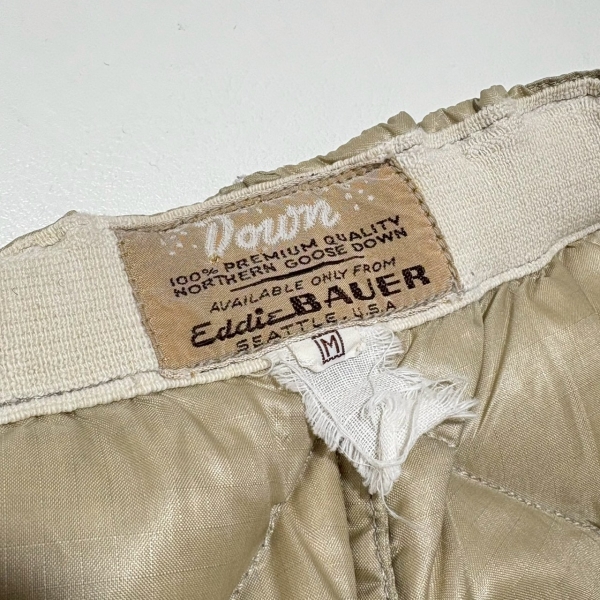 Down
100% PREMIUM QUALITY
NORTHERN GOOSE DOWN
AVAILABLE ONLY FROM
Eddie BAUER
SEATTLE, U.S.A
M